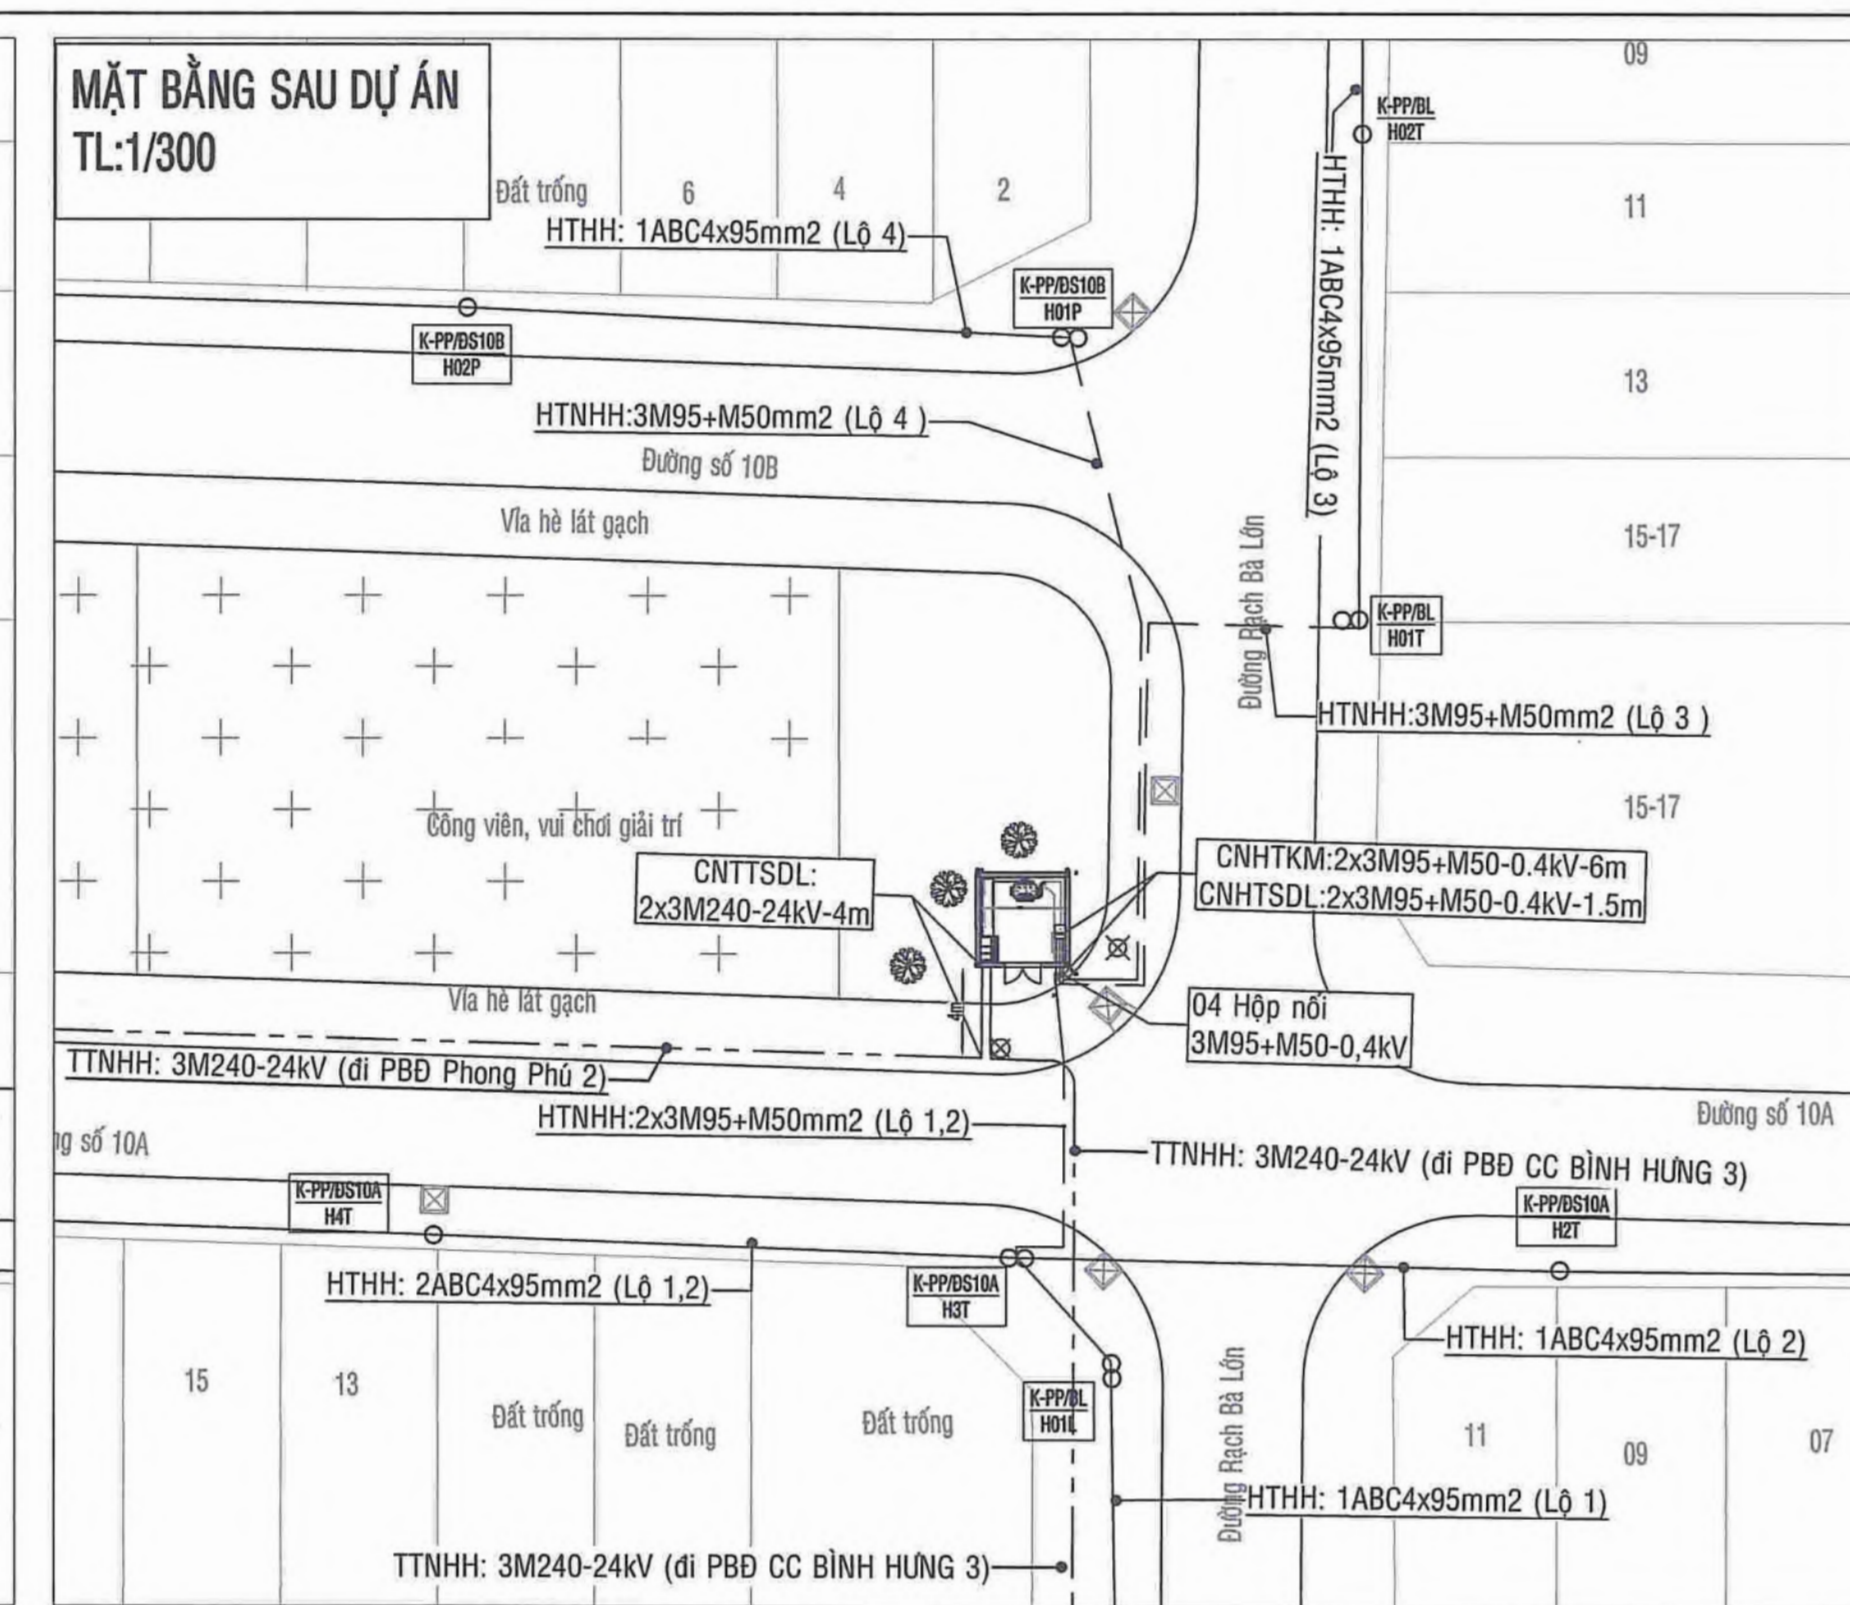 MẶT BẰNG SAU DỰ ÁN
TL:1/300
Đất trống
6
4
2
HTHH: 1ABC4x95mm2 (Lộ 4)
K-PP/ĐS10B
H01P
K-PP/ĐS10B
H02P
HTNHH:3M95+M50mm2 (Lộ 4 )
Đường số 10B
Vỉa hè lát gạch
09
K-PP/BL
H02T
11
HTHH: 1ABC4x95mm2 (Lộ 3)
13
15-17
Đường Rạch Bà Lớn
K-PP/BL
H01T
HTNHH:3M95+M50mm2 (Lộ 3 )
15-17
Công viên, vui chơi giải trí
CNTTSDL:
2x3M240-24kV-4m
CNHTKM:2x3M95+M50-0.4kV-6m
CNHTSDL:2x3M95+M50-0.4kV-1.5m
Vỉa hè lát gạch
4m
04 Hộp nối
3M95+M50-0,4kV
TTNHH: 3M240-24kV (đi PBĐ Phong Phú 2)
HTNHH:2x3M95+M50mm2 (Lộ 1,2)
Đường số 10A
ng số 10A
TTNHH: 3M240-24kV (đi PBĐ CC BÌNH HƯNG 3)
K-PP/ĐS10A
H4T
K-PP/ĐS10A
H2T
HTHH: 2ABC4x95mm2 (Lộ 1,2)
K-PP/ĐS10A
H3T
HTHH: 1ABC4x95mm2 (Lộ 2)
15
13
Đất trống
Đất trống
Đất trống
K-PP/BL
H01L
Đường Rạch Bà Lớn
11
09
07
HTHH: 1ABC4x95mm2 (Lộ 1)
TTNHH: 3M240-24kV (đi PBĐ CC BÌNH HƯNG 3)